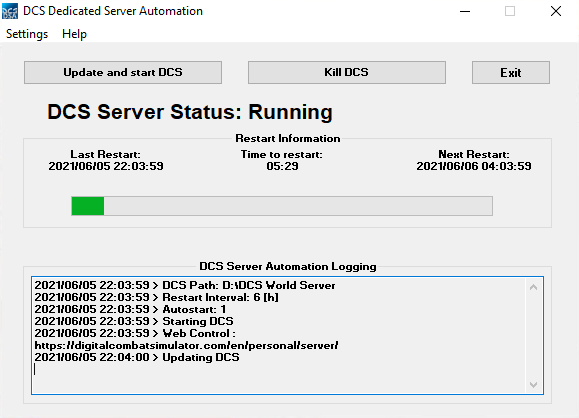 DCS Dedicated Server Automation
Settings Help
Update and start DCS Kill DCS Exit
DCS Server Status: Running
Restart Information
Last Restart: Time to restart: Next Restart:
2021/06/05 22:03:59 05:29 2021/06/06 04:03:59
DCS Server Automation Logging
2021/06/05 22:03:59 > DCS Path: D:\DCS World Server
2021/06/05 22:03:59 > Restart Interval: 6 [h]
2021/06/05 22:03:59 > Autostart: 1
2021/06/05 22:03:59 > Starting DCS
2021/06/05 22:03:59 > Web Control :
https://digitalcombatsimulator.com/en/personal/server/
2021/06/05 22:04:00 > Updating DCS